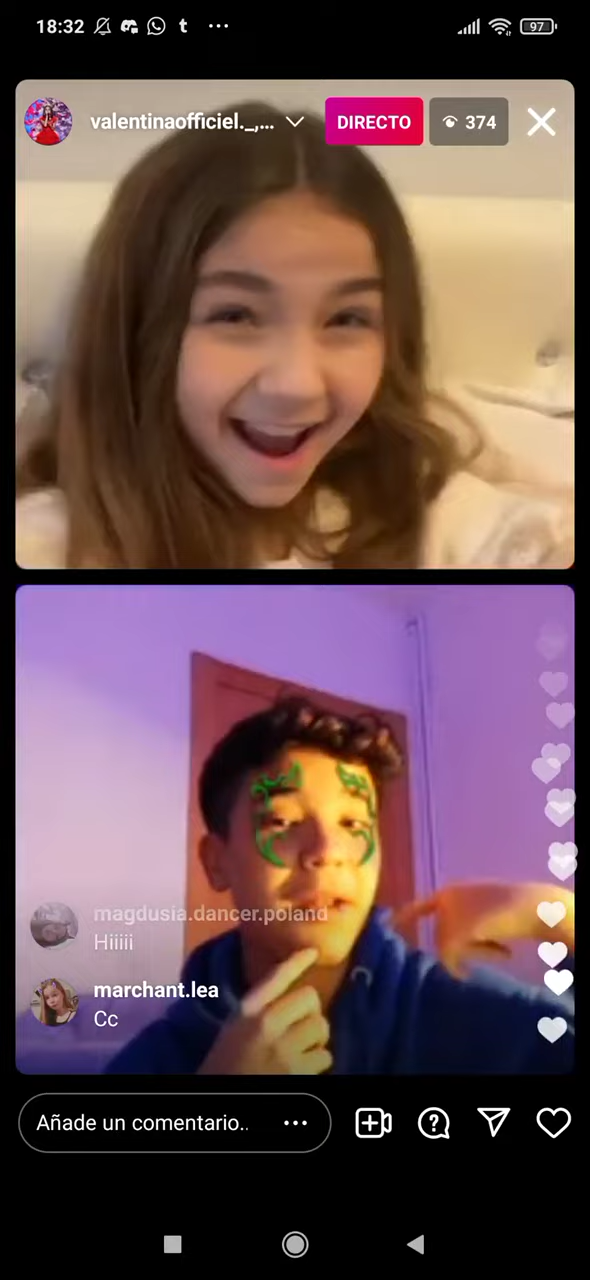 18:32
97
valentinaofficiel._,...
DIRECTO
374
magdusia.dancer.poland
Hiiiii
marchant.lea
Cc
Añade un comentario..